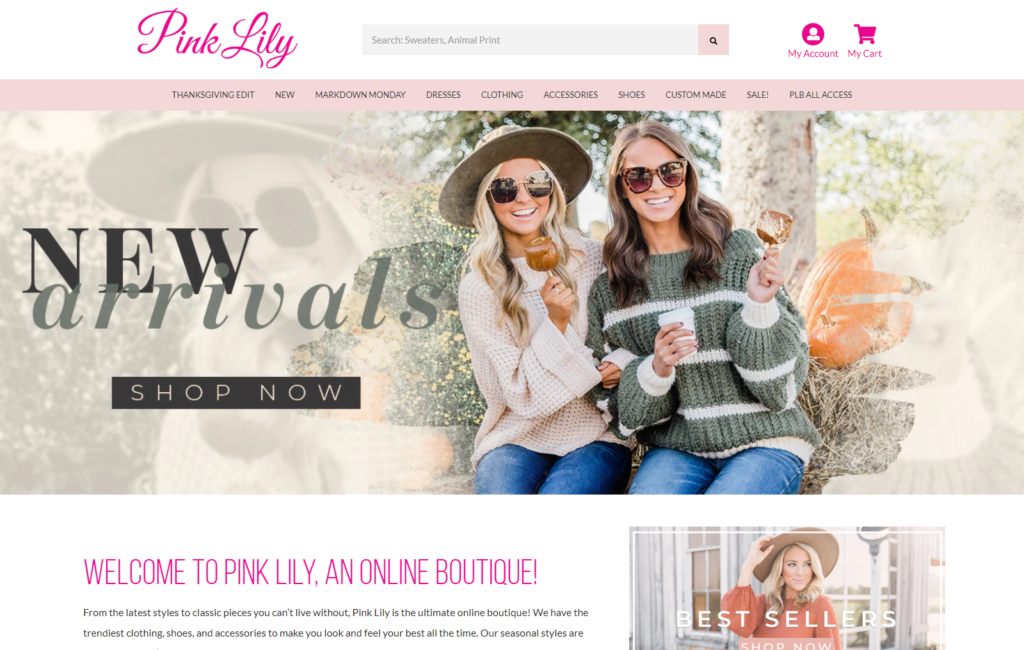 Pink Lily
Search: Sweaters, Animal Print
My Account
My Cart
THANKSGIVING EDIT NEW MARKDOWN MONDAY DRESSES CLOTHING ACCESSORIES SHOES CUSTOM MADE SALE! PLB ALL ACCESS
NEW
arrivals
SHOP NOW
WELCOME TO PINK LILY, AN ONLINE BOUTIQUE!
From the latest styles to classic pieces you can't live without, Pink Lily is the ultimate online boutique! We have the
trendiest clothing, shoes, and accessories to make you look and feel your best all the time. Our seasonal styles are
BEST SELLERS
SHOP NOW